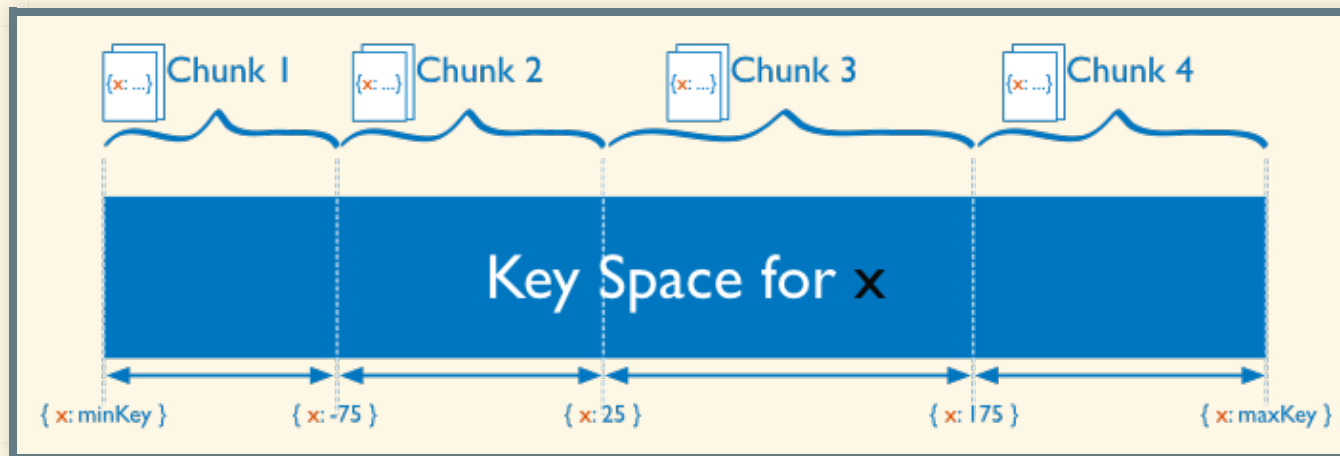 Chunk 1 Chunk 2 Chunk 3 Chunk 4
{x: ...} {x: ...} {x: ...} {x: ...}
Key Space for x
{ x: minKey } { x: -75 } { x: 25 } { x: 175 } { x: maxKey }